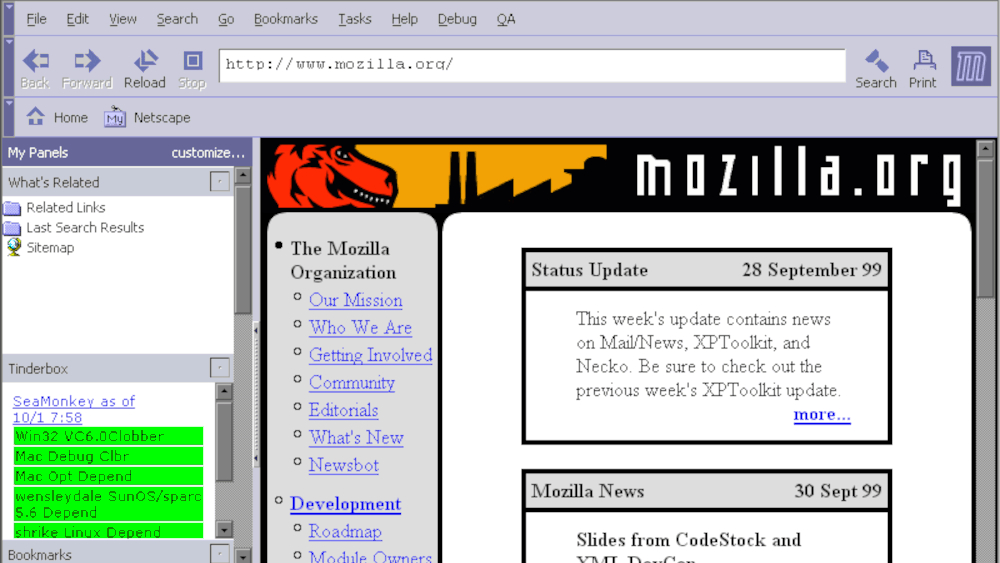 File Edit View Search Go Bookmarks Tasks Help Debug QA
Back Forward Reload Stop http://www.mozilla.org/ Search Print
Home My Netscape
My Panels customize...
What's Related
Related Links
Last Search Results
Sitemap
Tinderbox
SeaMonkey as of
10/1 7:58
Win32 VC6.0Clobber
Mac Debug Clbr
Mac Opt Depend
wensleydale SunOS/sparc
5.6 Depend
shrike Linux Depend
Bookmarks
mozilla.org
The Mozilla
Organization
Our Mission
Who We Are
Getting Involved
Community
Editorials
What's New
Newsbot
Development
Roadmap
Module Owners
Status Update 28 September 99
This week's update contains news
on Mail/News, XPToolkit, and
Necko. Be sure to check out the
previous week's XPToolkit update.
more...
Mozilla News 30 Sept 99
Slides from CodeStock and
XML DevCon